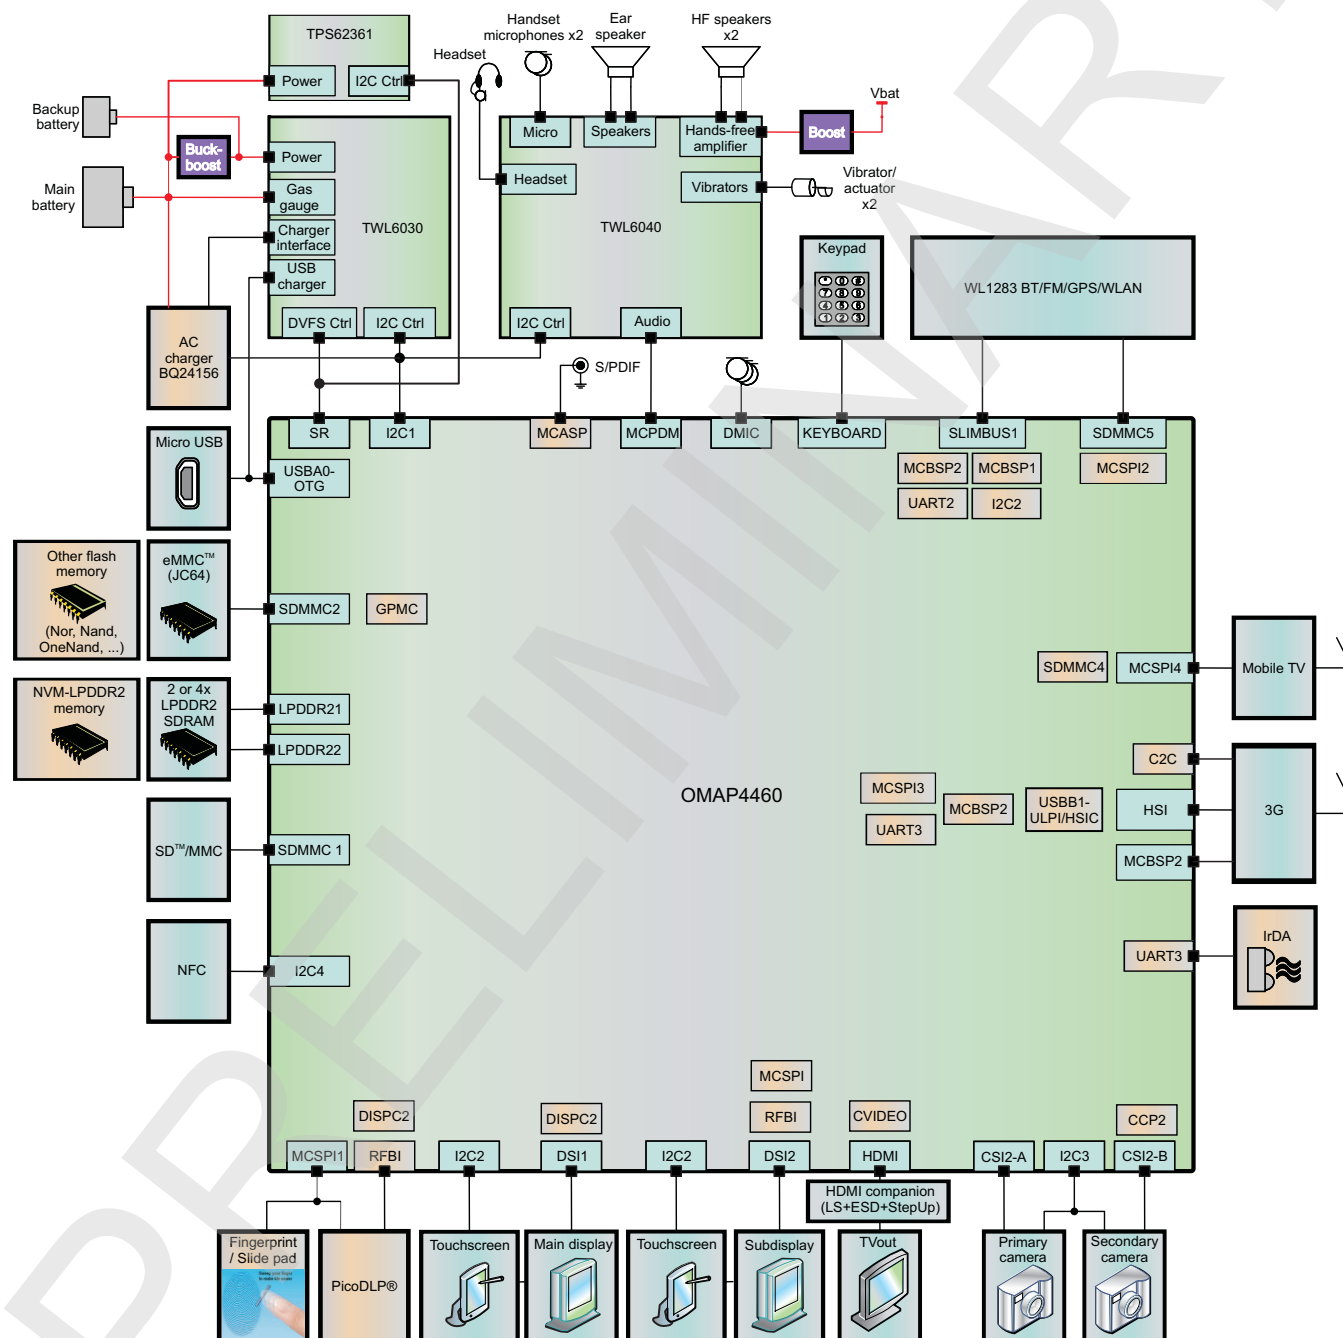 TPS62361
Power
I2C Ctrl
Headset
Handset
microphones x2
Ear
speaker
HF speakers
x2
Vbat
Backup
battery
Buck-
boost
Main
battery
Power
Gas
gauge
Charger
interface
USB
charger
TWL6030
DVFS Ctrl
I2C Ctrl
Micro
Speakers
Hands-free
amplifier
Boost
Headset
Vibrators
Vibrator/
actuator
x2
TWL6040
I2C Ctrl
Audio
Keypad
WL1283 BT/FM/GPS/WLAN
AC
charger
BQ24156
S/PDIF
SR
I2C1
MCASP
MCPDM
DMIC
KEYBOARD
SLIMBUS1
SDMMC5
MCBSP2
MCBSP1
MCSPI2
UART2
I2C2
Micro USB
USBA0-
OTG
Other flash
memory
(Nor, Nand,
OneNand, ...)
eMMC™
(JC64)
SDMMC2
GPMC
NVM-LPDDR2
memory
2 or 4x
LPDDR2
SDRAM
LPDDR21
LPDDR22
SDMMC4
MCSPI4
Mobile TV
OMAP4460
MCSPI3
UART3
MCBSP2
USBB1-
ULPI/HSIC
C2C
HSI
MCBSP2
3G
SD™/MMC
SDMMC 1
NFC
I2C4
UART3
IrDA
MCSPI
DISPC2
DISPC2
RFBI
CVIDEO
CCP2
MCSPI1
RFBI
I2C2
DSI1
I2C2
DSI2
HDMI
CSI2-A
I2C3
CSI2-B
HDMI companion
(LS+ESD+StepUp)
Fingerprint
/ Slide pad
PicoDLP®
Touchscreen
Main display
Touchscreen
Subdisplay
TVout
Primary
camera
Secondary
camera
PRELIMINAR